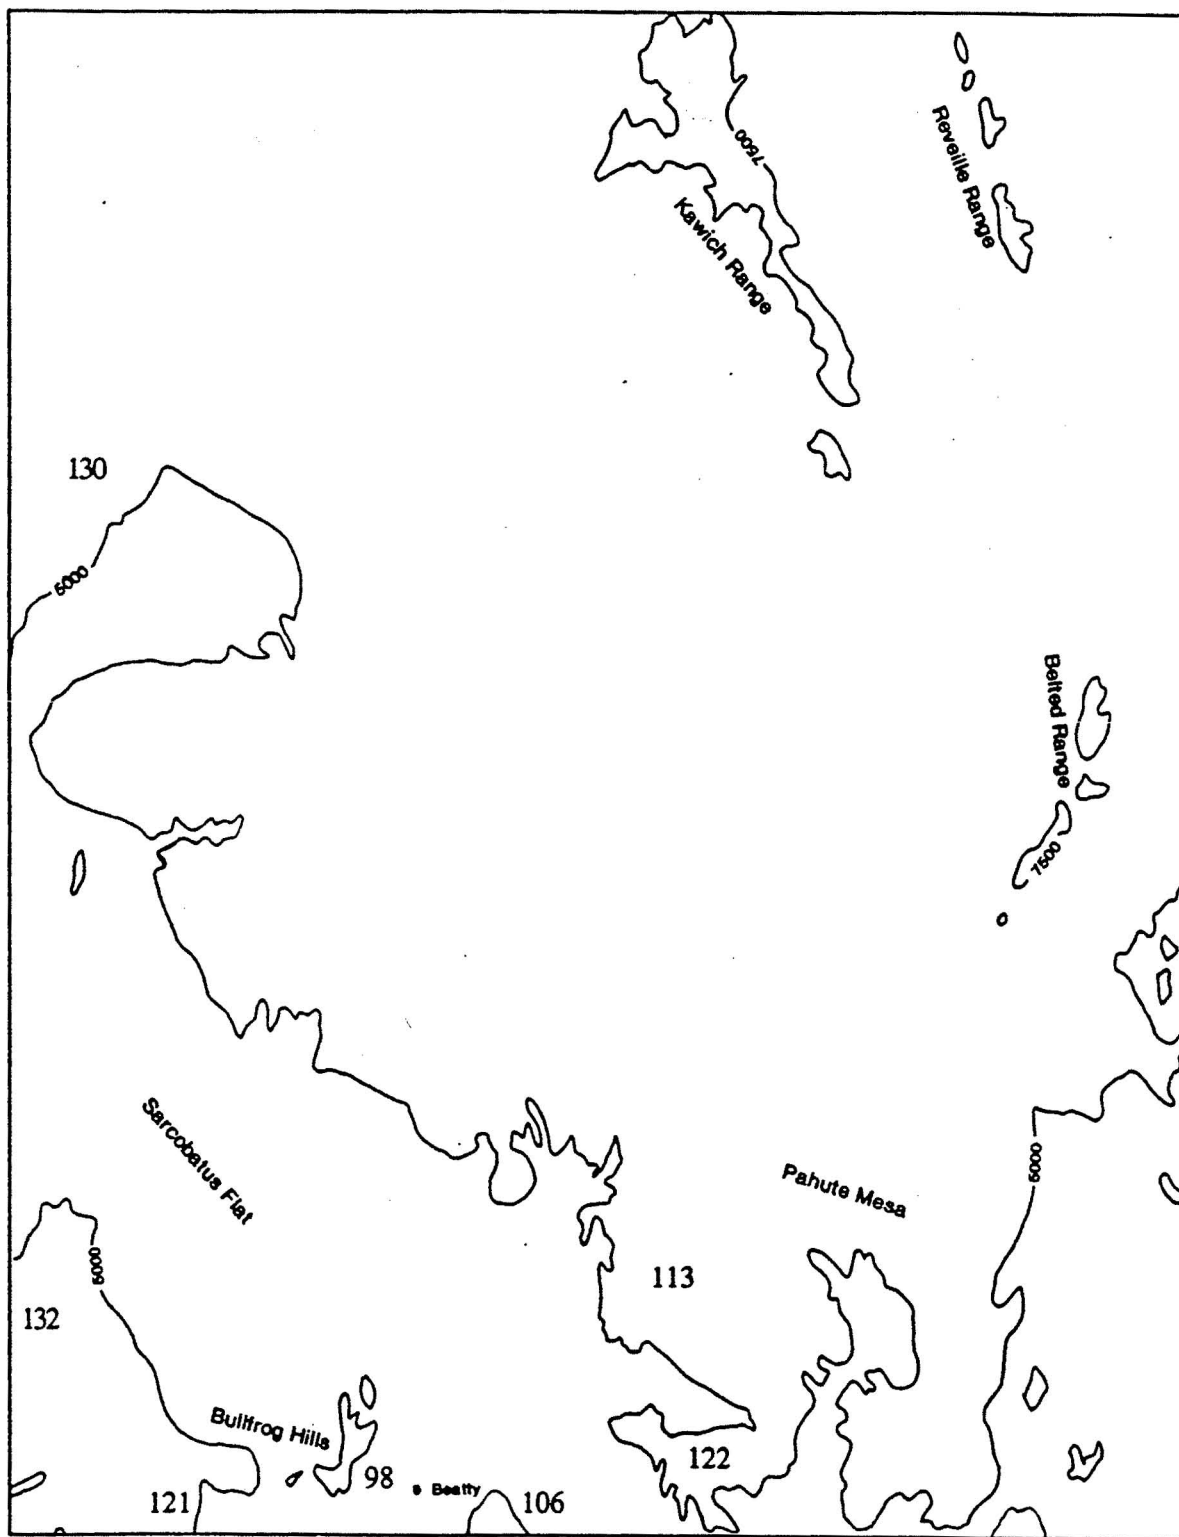 7500
Reveille Range
Kawich Range
130
5000
Belted Range
7500
Sarcobatus Flat
Pahute Mesa
5000
5000
113
132
Bullfrog Hills
122
98
Beatty
121
106